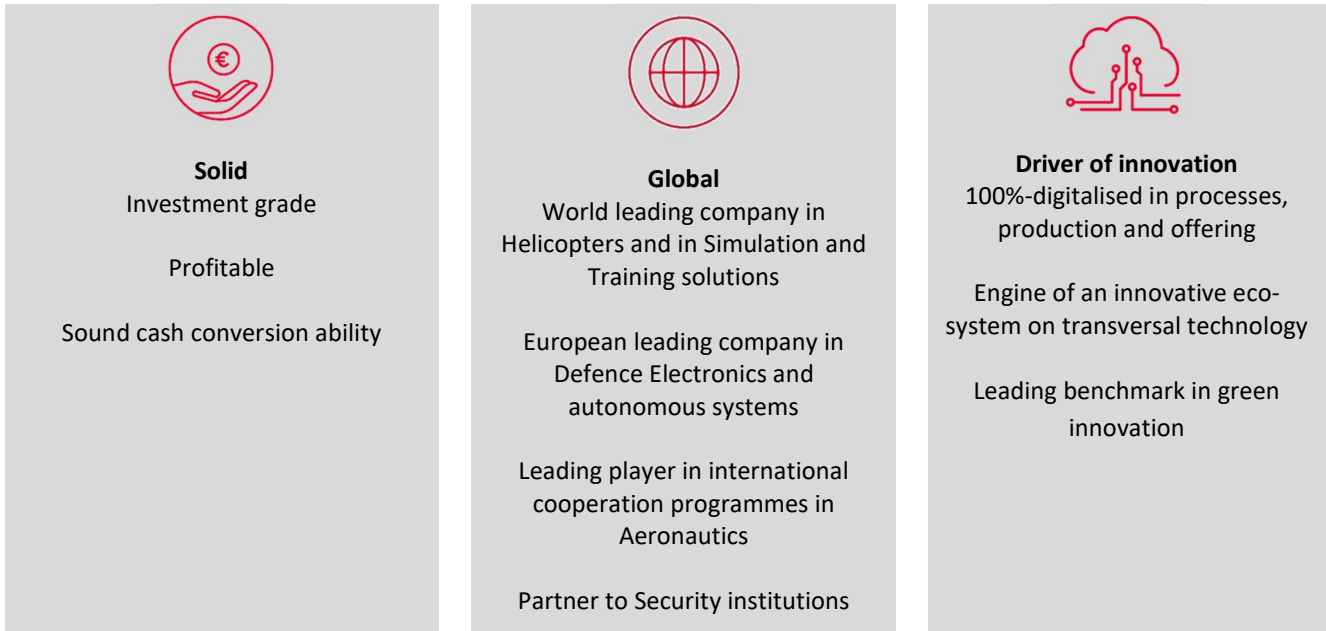 €
Solid
Investment grade
Profitable
Sound cash conversion ability
Global
World leading company in
Helicopters and in Simulation and
Training solutions
European leading company in
Defence Electronics and
autonomous systems
Leading player in international
cooperation programmes in
Aeronautics
Partner to Security institutions
Driver of innovation
100%-digitalised in processes,
production and offering
Engine of an innovative eco-
system on transversal technology
Leading benchmark in green
innovation